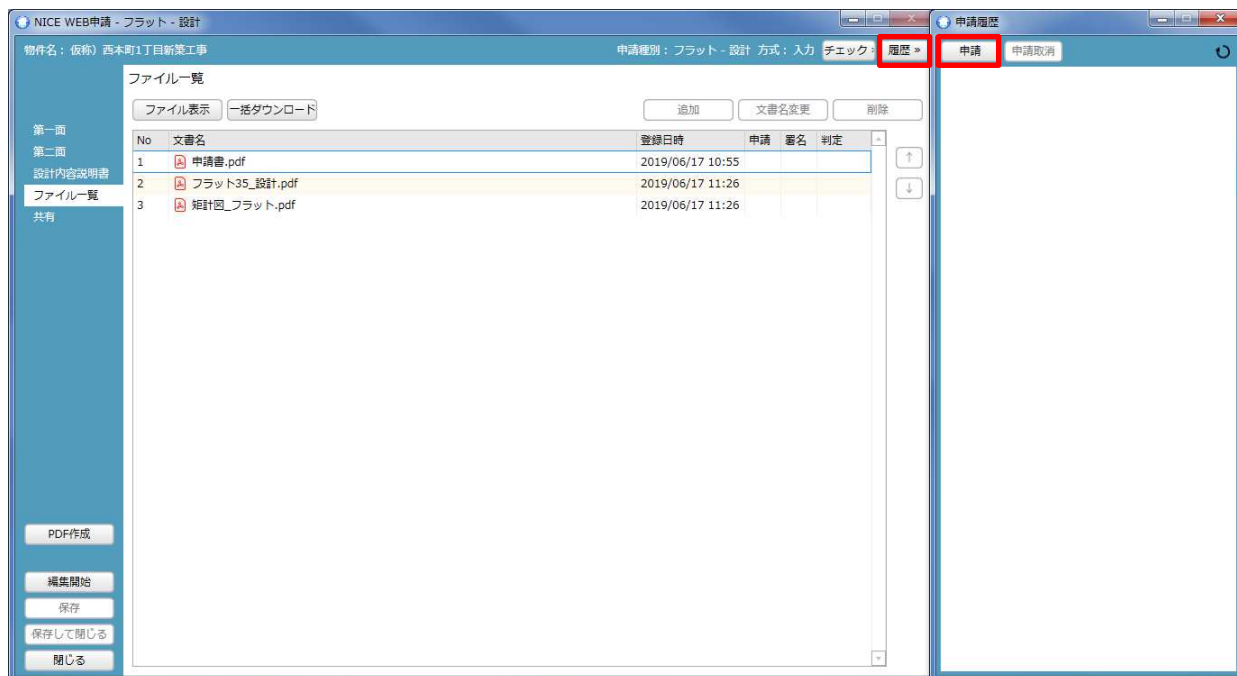 NICE WEB申請 - フラット - 設計
物件名：仮称）西本町1丁目新築工事
申請種別：フラット - 設計 方式：入力 チェック » 履歴 »
ファイル一覧
ファイル表示 一括ダウンロード 追加 文書名変更 削除
第一面
第二面
設計内容説明書
ファイル一覧
共有
No 文書名 登録日時 申請 署名 判定
1 申請書.pdf 2019/06/17 10:55
2 フラット35_設計.pdf 2019/06/17 11:26
3 矩計図_フラット.pdf 2019/06/17 11:26
↑
↓
PDF作成
編集開始
保存
保存して閉じる
閉じる
申請履歴
申請 申請取消